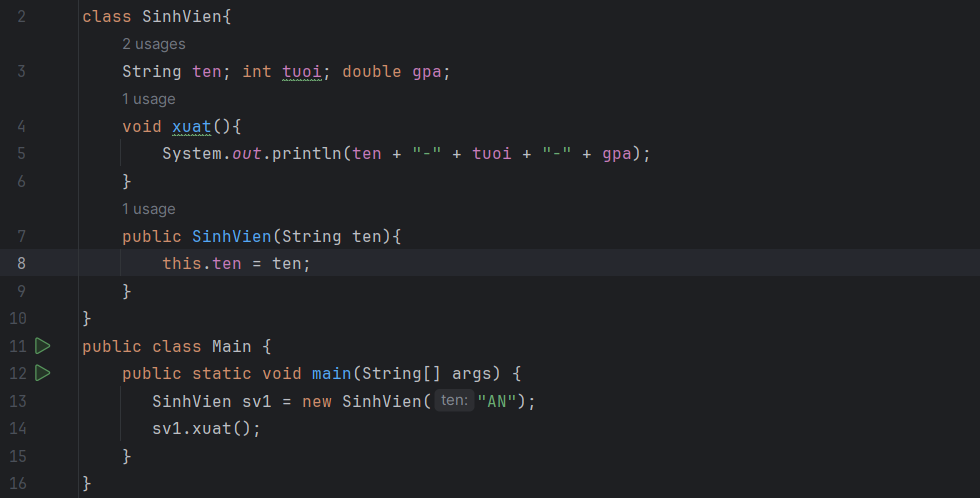 2 class SinhVien{
2 usages
3 String ten; int tuoi; double gpa;
1 usage
4 void xuat(){
5 System.out.println(ten + "-" + tuoi + "-" + gpa);
6 }
1 usage
7 public SinhVien(String ten){
8 this.ten = ten;
9 }
10 }
11 public class Main {
12 public static void main(String[] args) {
13 SinhVien sv1 = new SinhVien( ten: "AN");
14 sv1.xuat();
15 }
16 }